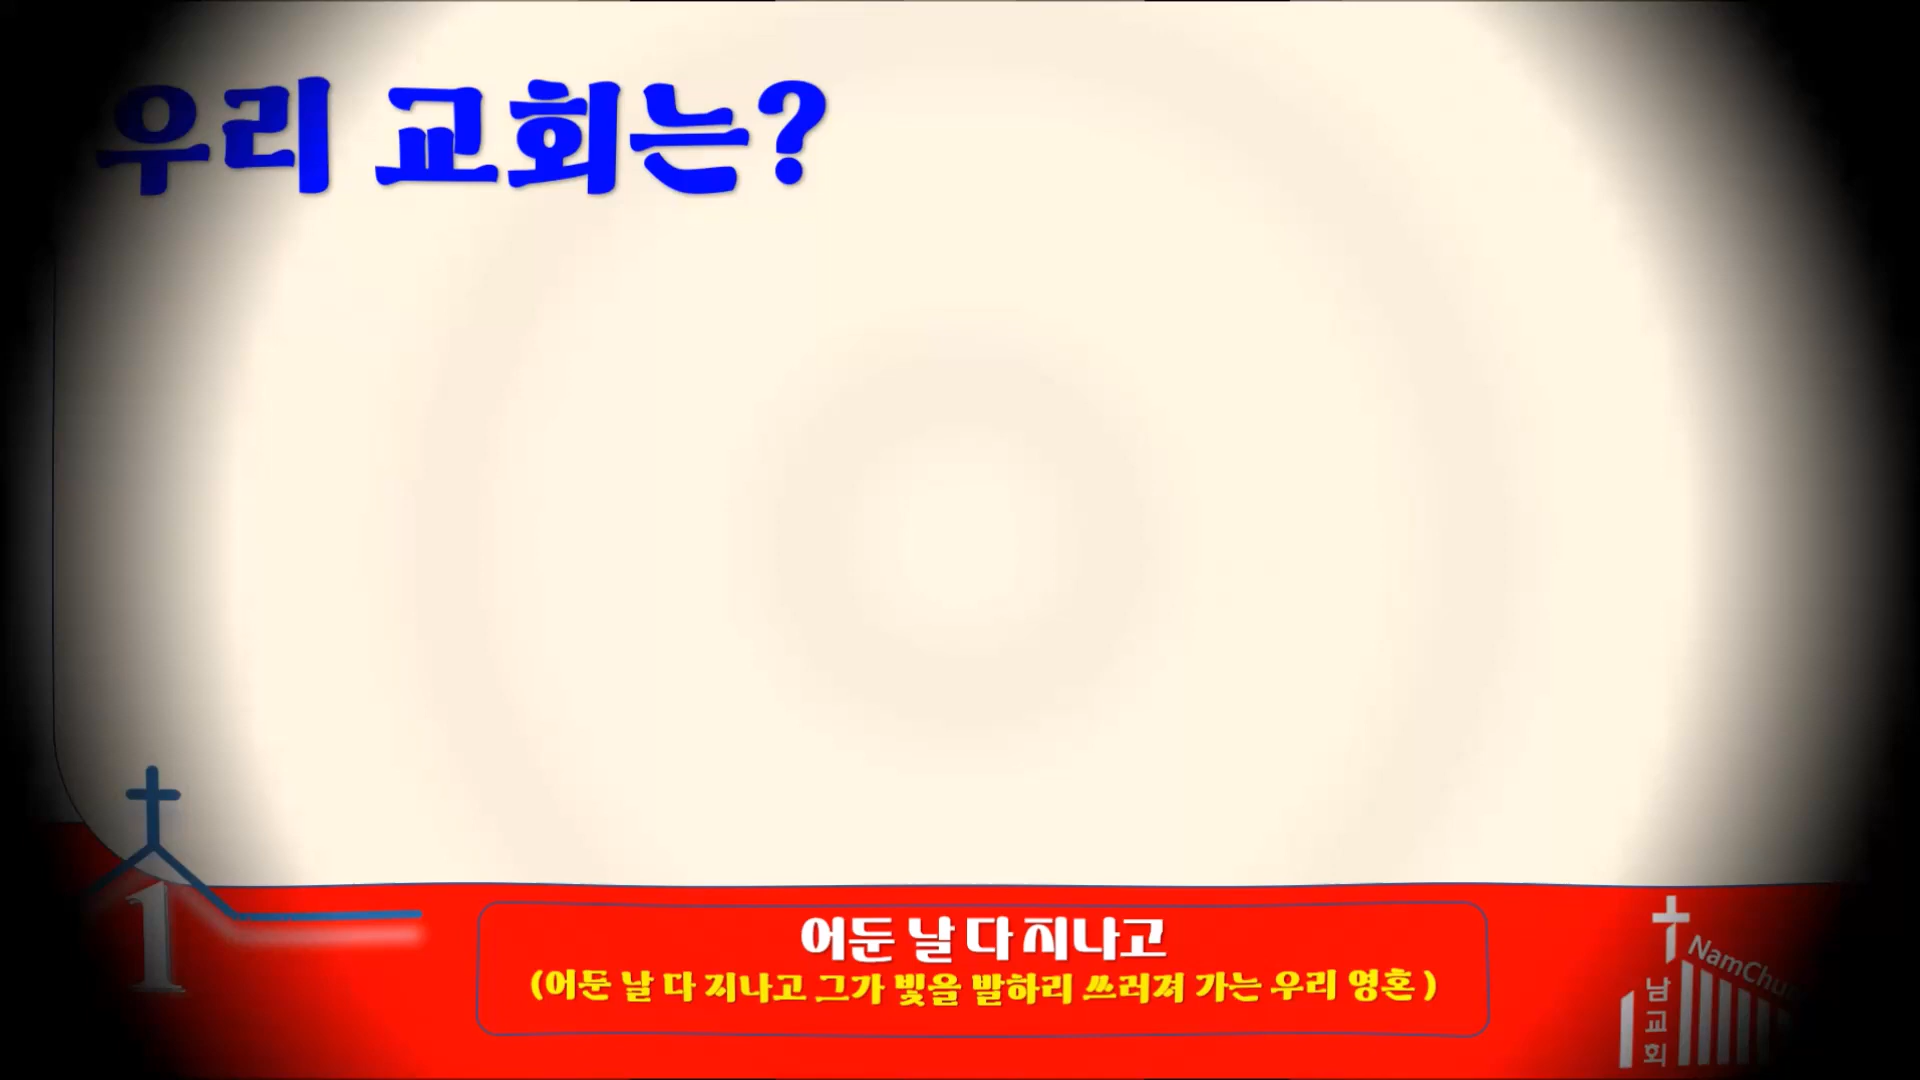 우리 교회는?
1
어둔 날 다 지나고
(어둔 날 다 지나고 그가 빛을 발하리 쓰러져 가는 우리 영혼 )
남교회